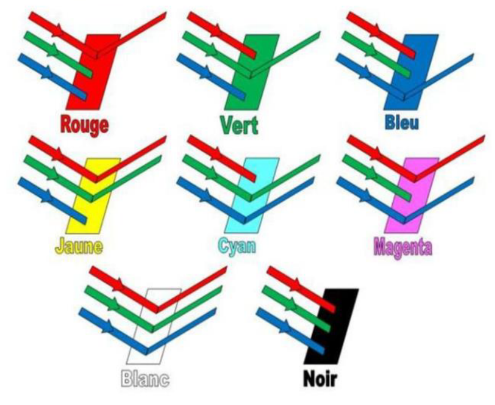 Rouge
Vert
Bleu
Jaune
Cyan
Magenta
Blanc
Noir